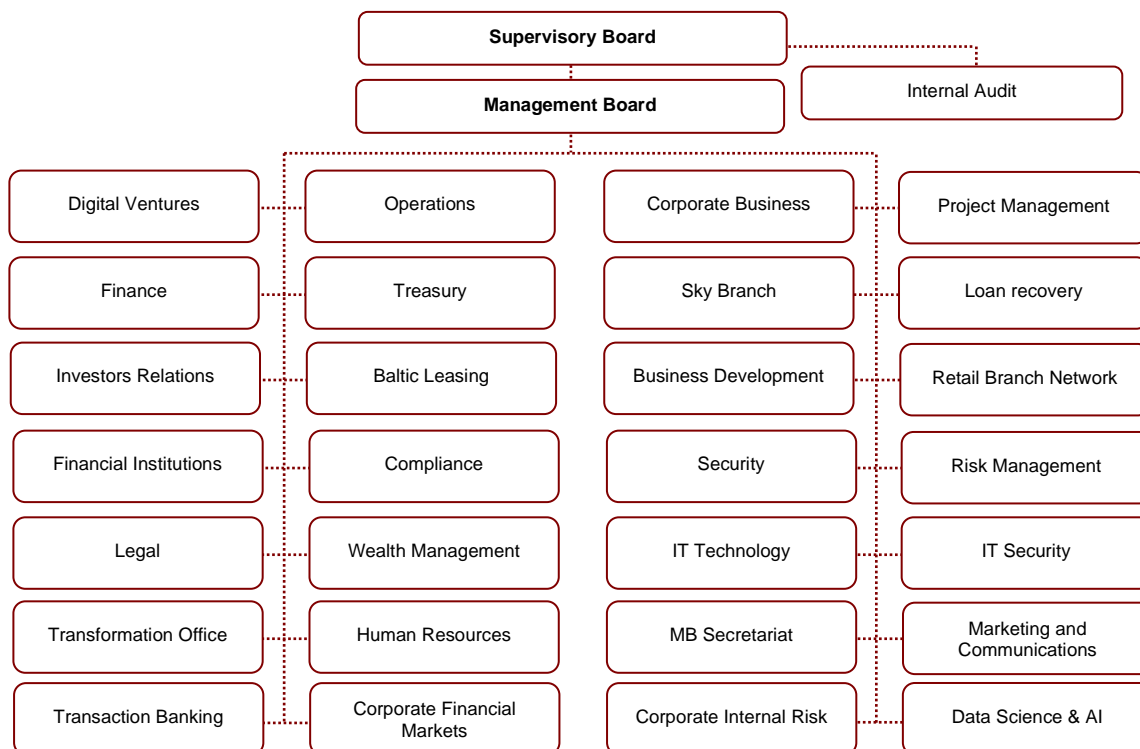 Supervisory Board
Internal Audit
Management Board
Digital Ventures
Operations
Corporate Business
Project Management
Finance
Treasury
Sky Branch
Loan recovery
Investors Relations
Baltic Leasing
Business Development
Retail Branch Network
Financial Institutions
Compliance
Security
Risk Management
Legal
Wealth Management
IT Technology
IT Security
Transformation Office
Human Resources
MB Secretariat
Marketing and
Communications
Transaction Banking
Corporate Financial
Markets
Corporate Internal Risk
Data Science & AI